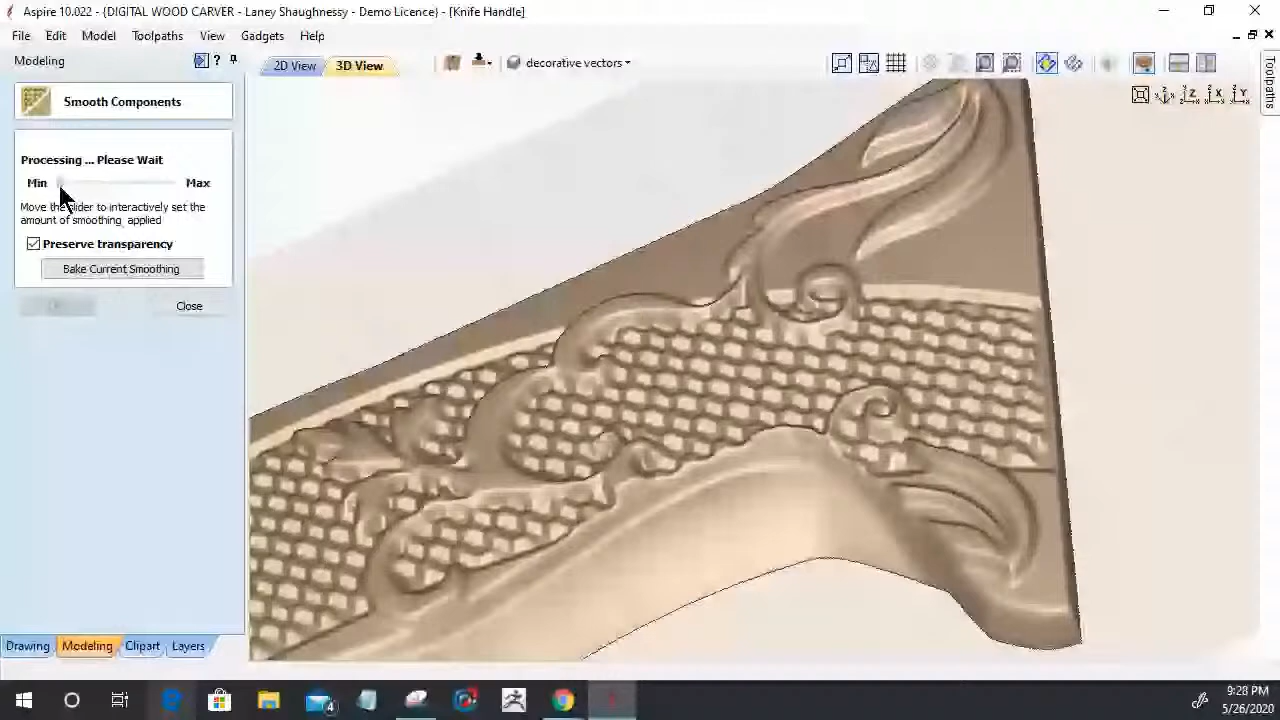 Aspire 10.022 - {DIGITAL WOOD CARVER - Laney Shaughnessy - Demo Licence} - [Knife Handle]
File Edit Model Toolpaths View Gadgets Help
Modeling
2D View 3D View decorative vectors
Toolpaths
Z X Y
Smooth Components
Processing ... Please Wait
Min Max
Move the slider to interactively set the
amount of smoothing applied
Preserve transparency
Bake Current Smoothing
Close
Drawing Modeling Clipart Layers
4
9:28 PM
5/26/2020